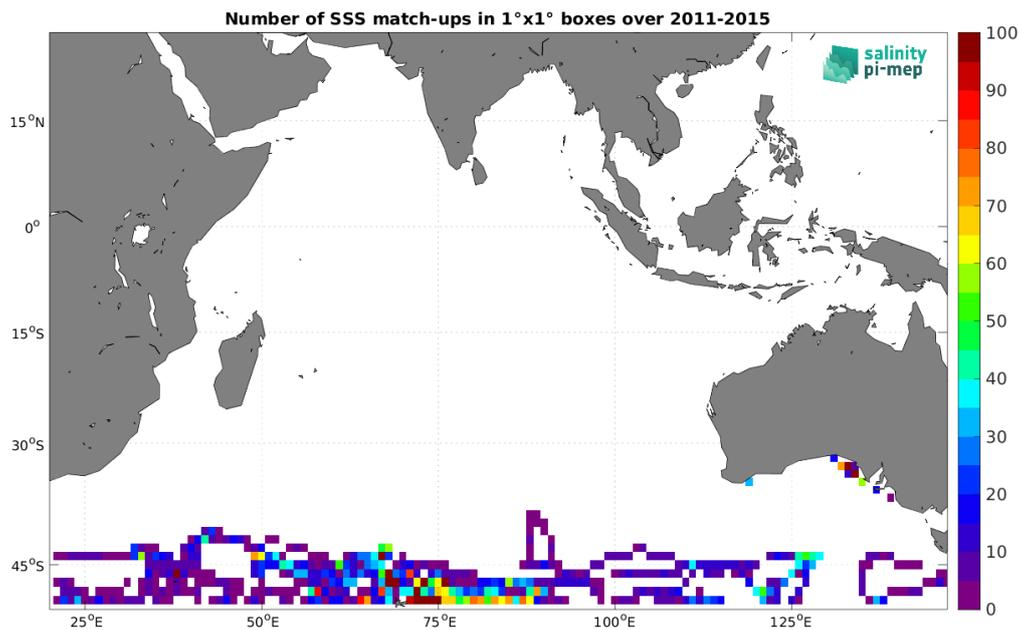 Number of SSS match-ups in 1°x1° boxes over 2011-2015
salinity
pi-mep
15°N
0°
15°S
30°S
45°S
25°E
50°E
75°E
100°E
125°E
100
90
80
70
60
50
40
30
20
10
0